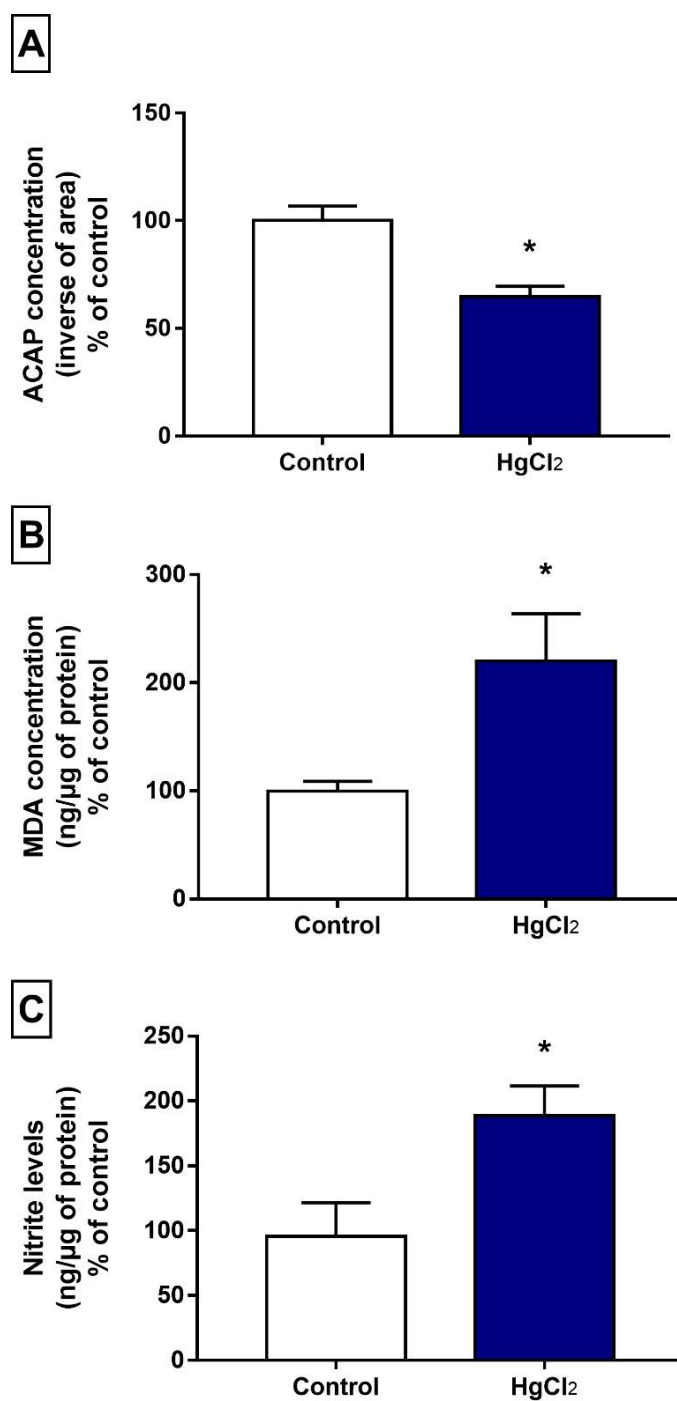 A
ACAP concentration
(inverse of area)
% of control
150
100
50
0
*
Control HgCl2
B
MDA concentration
(ng/µg of protein)
% of control
300
200
100
0
*
Control HgCl2
C
Nitrite levels
(ng/µg of protein)
% of control
250
200
150
100
50
0
*
Control HgCl2